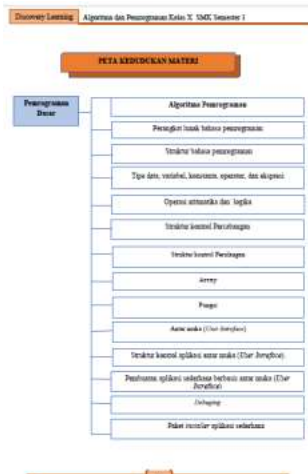 Discovery Learning Algoritma dan Pemrograman Kelas X SMK Semester 1
PETA KEDUDUKAN MATERI
Pemrograman
Dasar
Algoritma Pemrograman
Perangkat lunak bahasa pemrograman
Struktur bahasa pemrograman
Tipe data, variabel, konstanta, operator, dan ekspresi
Operasi aritmatika dan logika
Struktur kontrol Percabangan
Struktur kontrol Perulangan
Array
Fungsi
Antar muka (User Interface)
Struktur kontrol aplikasi antar muka (User Interface).
Pembuatan aplikasi sederhana berbasis antar muka (User
Interface)
Debuging
Paket installer aplikasi sederhana